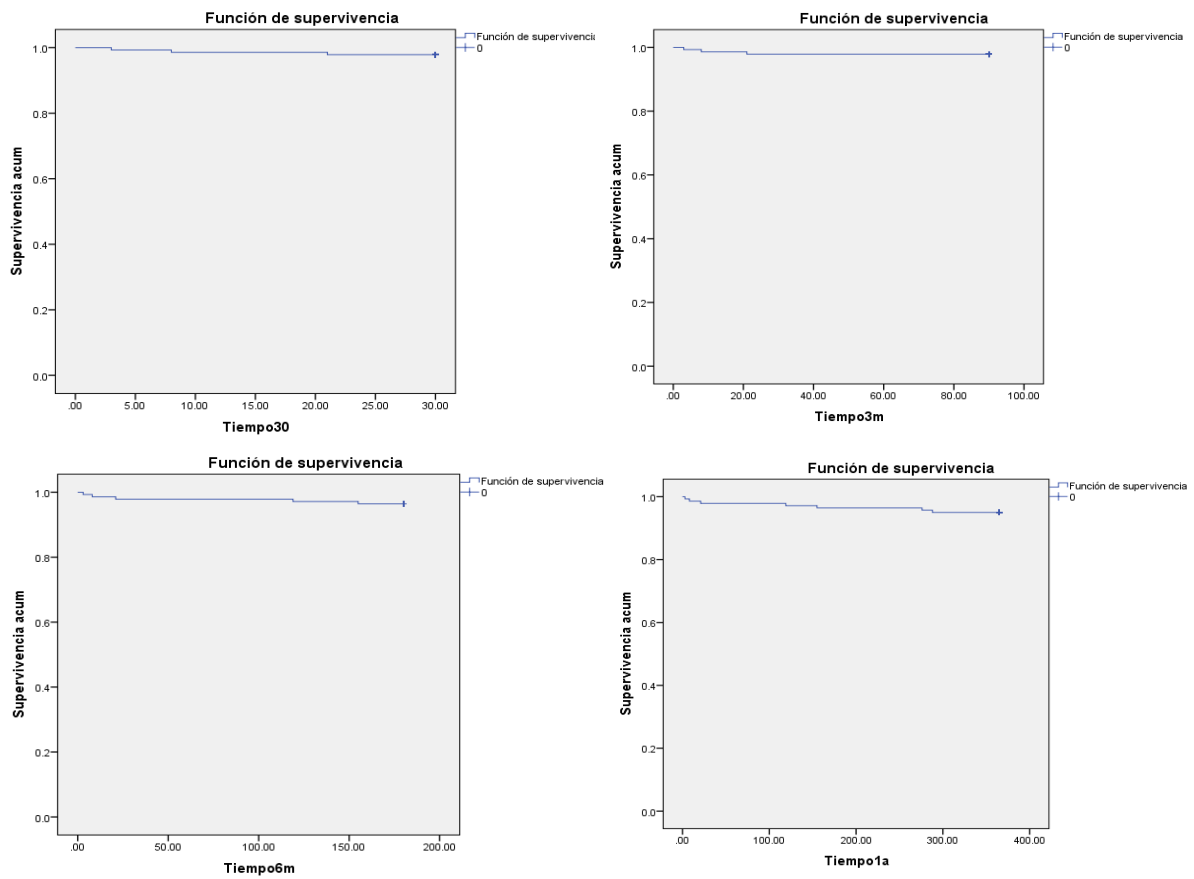 Función de supervivencia
Función de supervivencia
0
Supervivencia acum
1.0
0.8
0.6
0.4
0.2
0.0
.00 5.00 10.00 15.00 20.00 25.00 30.00
Tiempo30
Función de supervivencia
Función de supervivencia
0
Supervivencia acum
1.0
0.8
0.6
0.4
0.2
0.0
.00 20.00 40.00 60.00 80.00 100.00
Tiempo3m
Función de supervivencia
Función de supervivencia
0
Supervivencia acum
1.0
0.8
0.6
0.4
0.2
0.0
.00 50.00 100.00 150.00 200.00
Tiempo6m
Función de supervivencia
Función de supervivencia
0
Supervivencia acum
1.0
0.8
0.6
0.4
0.2
0.0
.00 100.00 200.00 300.00 400.00
Tiempo1a